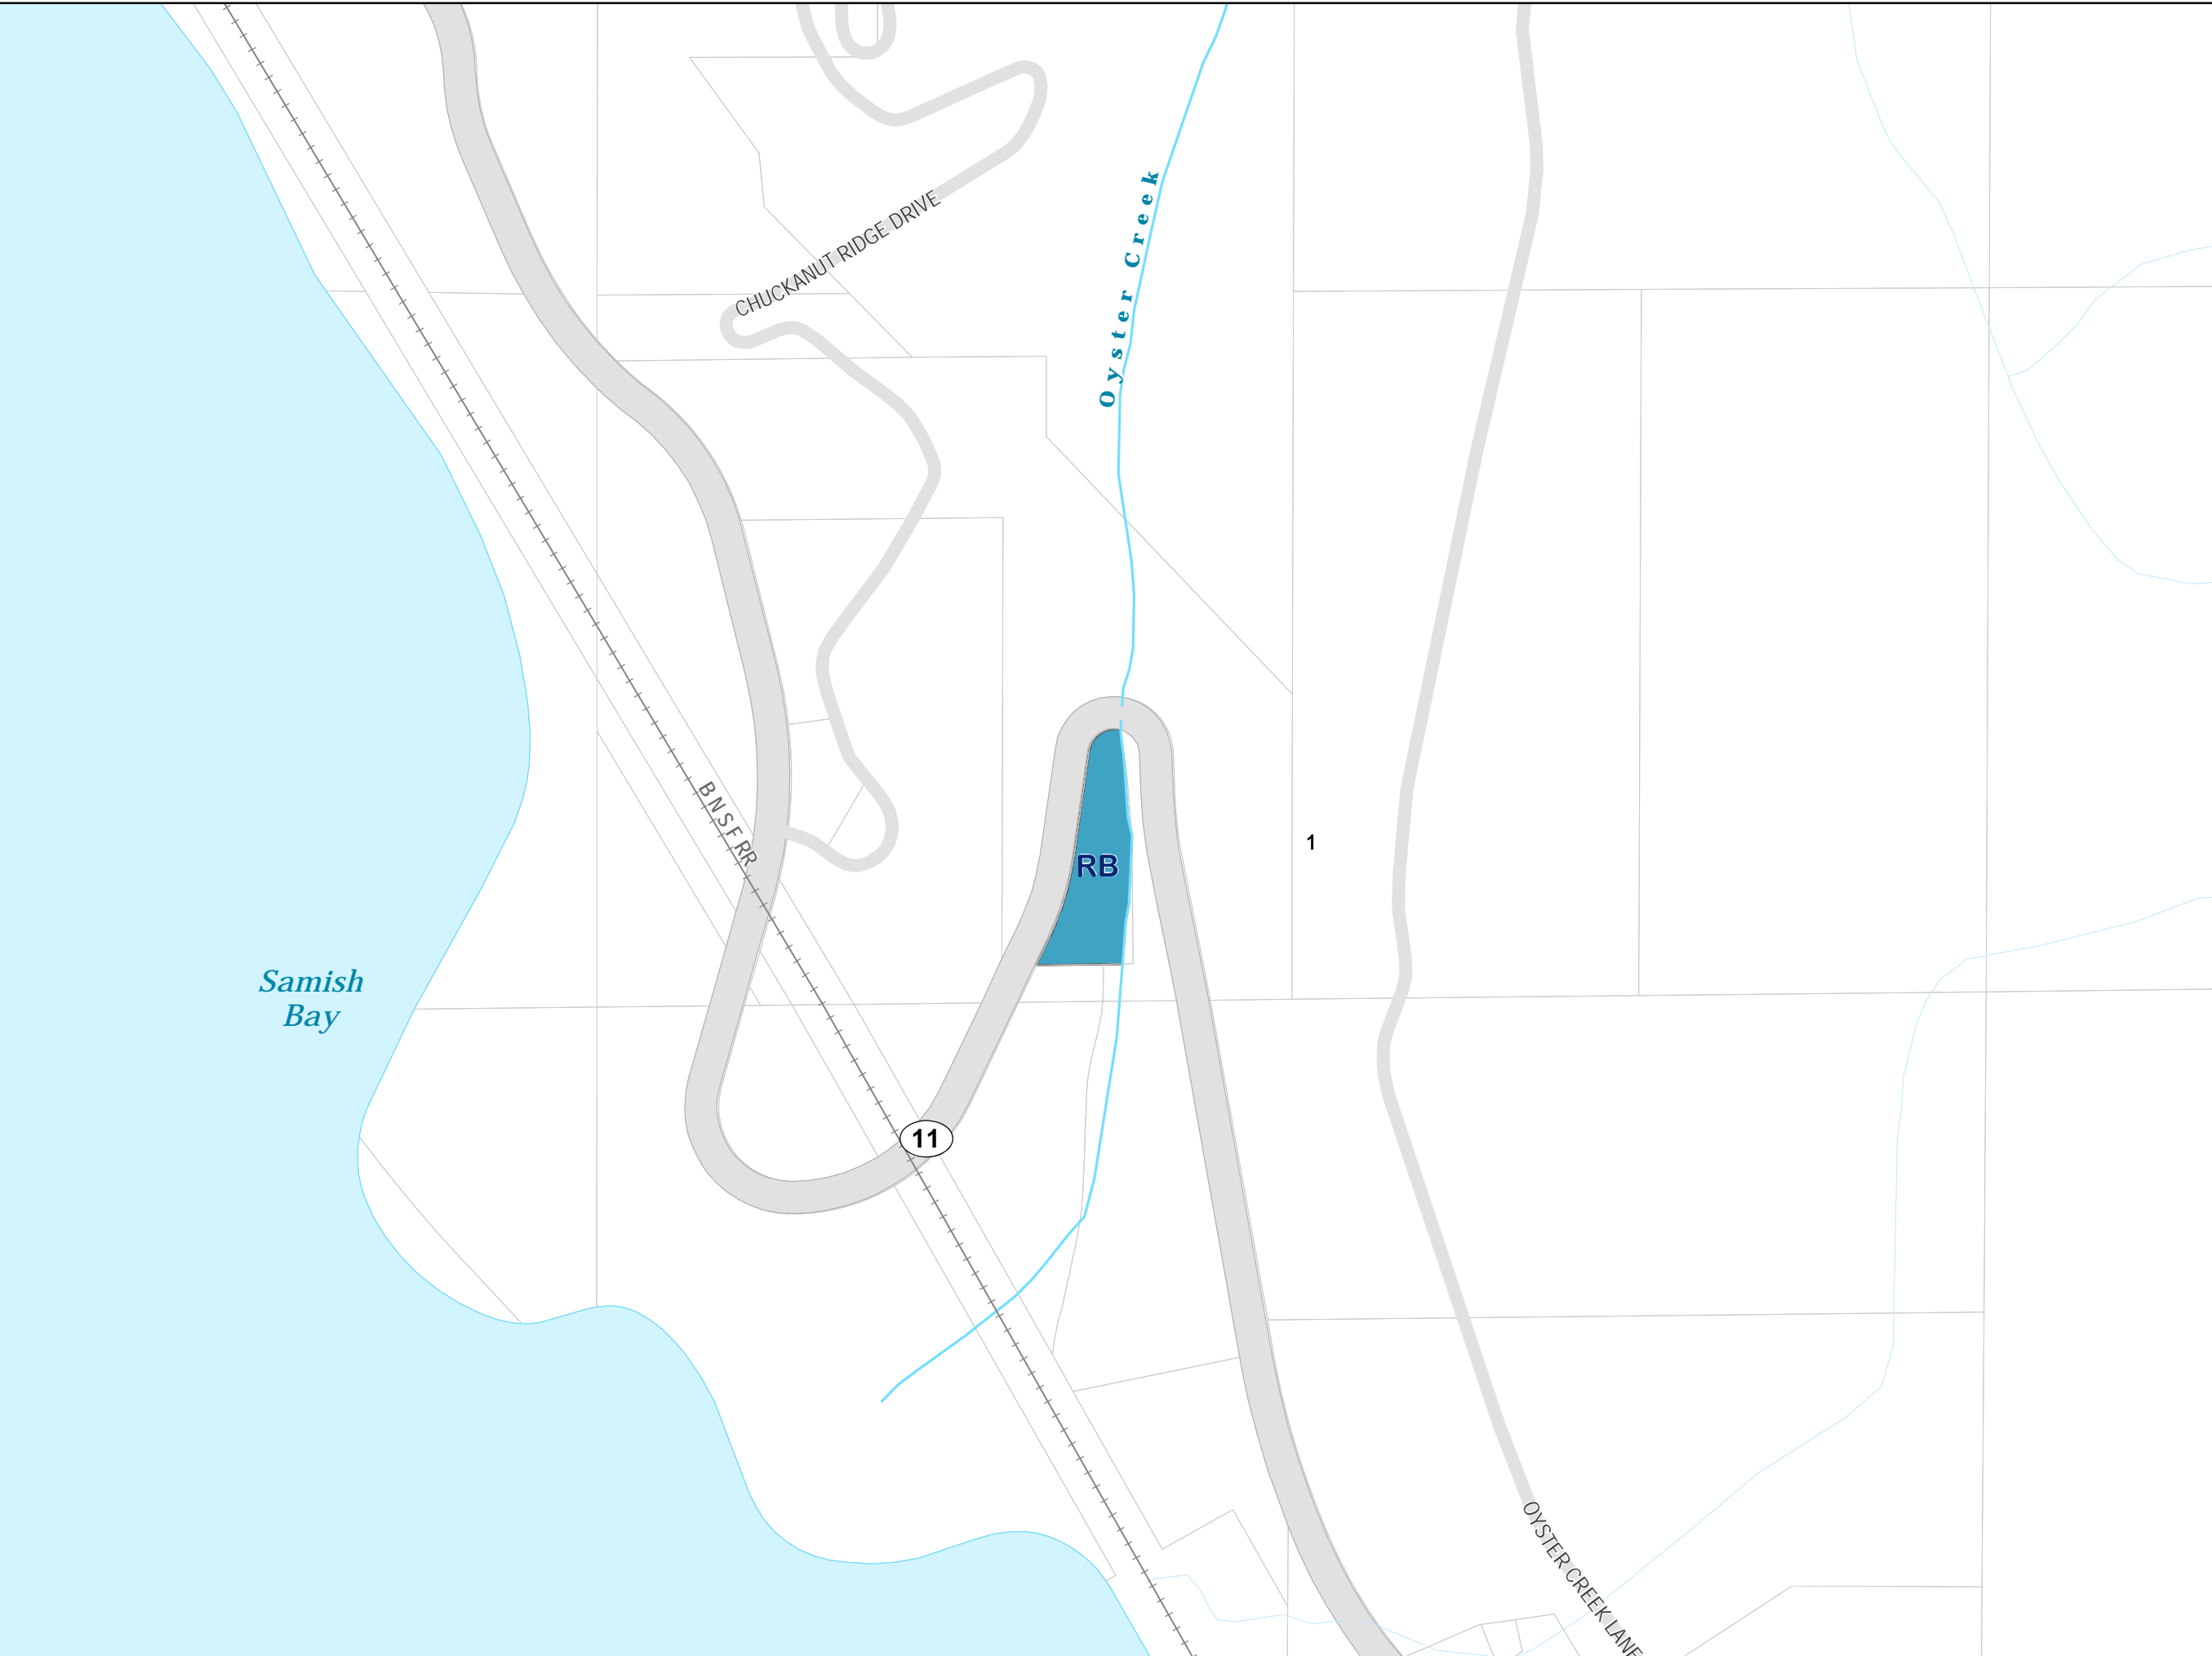 CHUCKANUT RIDGE DRIVE
Oyster Creek
BNSF RR
RB
1
Samish
Bay
11
OYSTER CREEK LANE